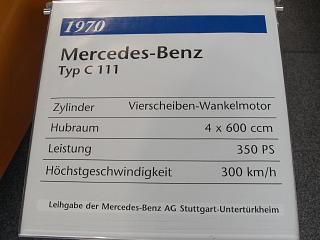 1970
Mercedes-Benz
Typ C 111
Zylinder Vierscheiben-Wankelmotor
Hubraum 4 x 600 ccm
Leistung 350 PS
Höchstgeschwindigkeit 300 km/h
Leihgabe der Mercedes-Benz AG Stuttgart-Untertürkheim